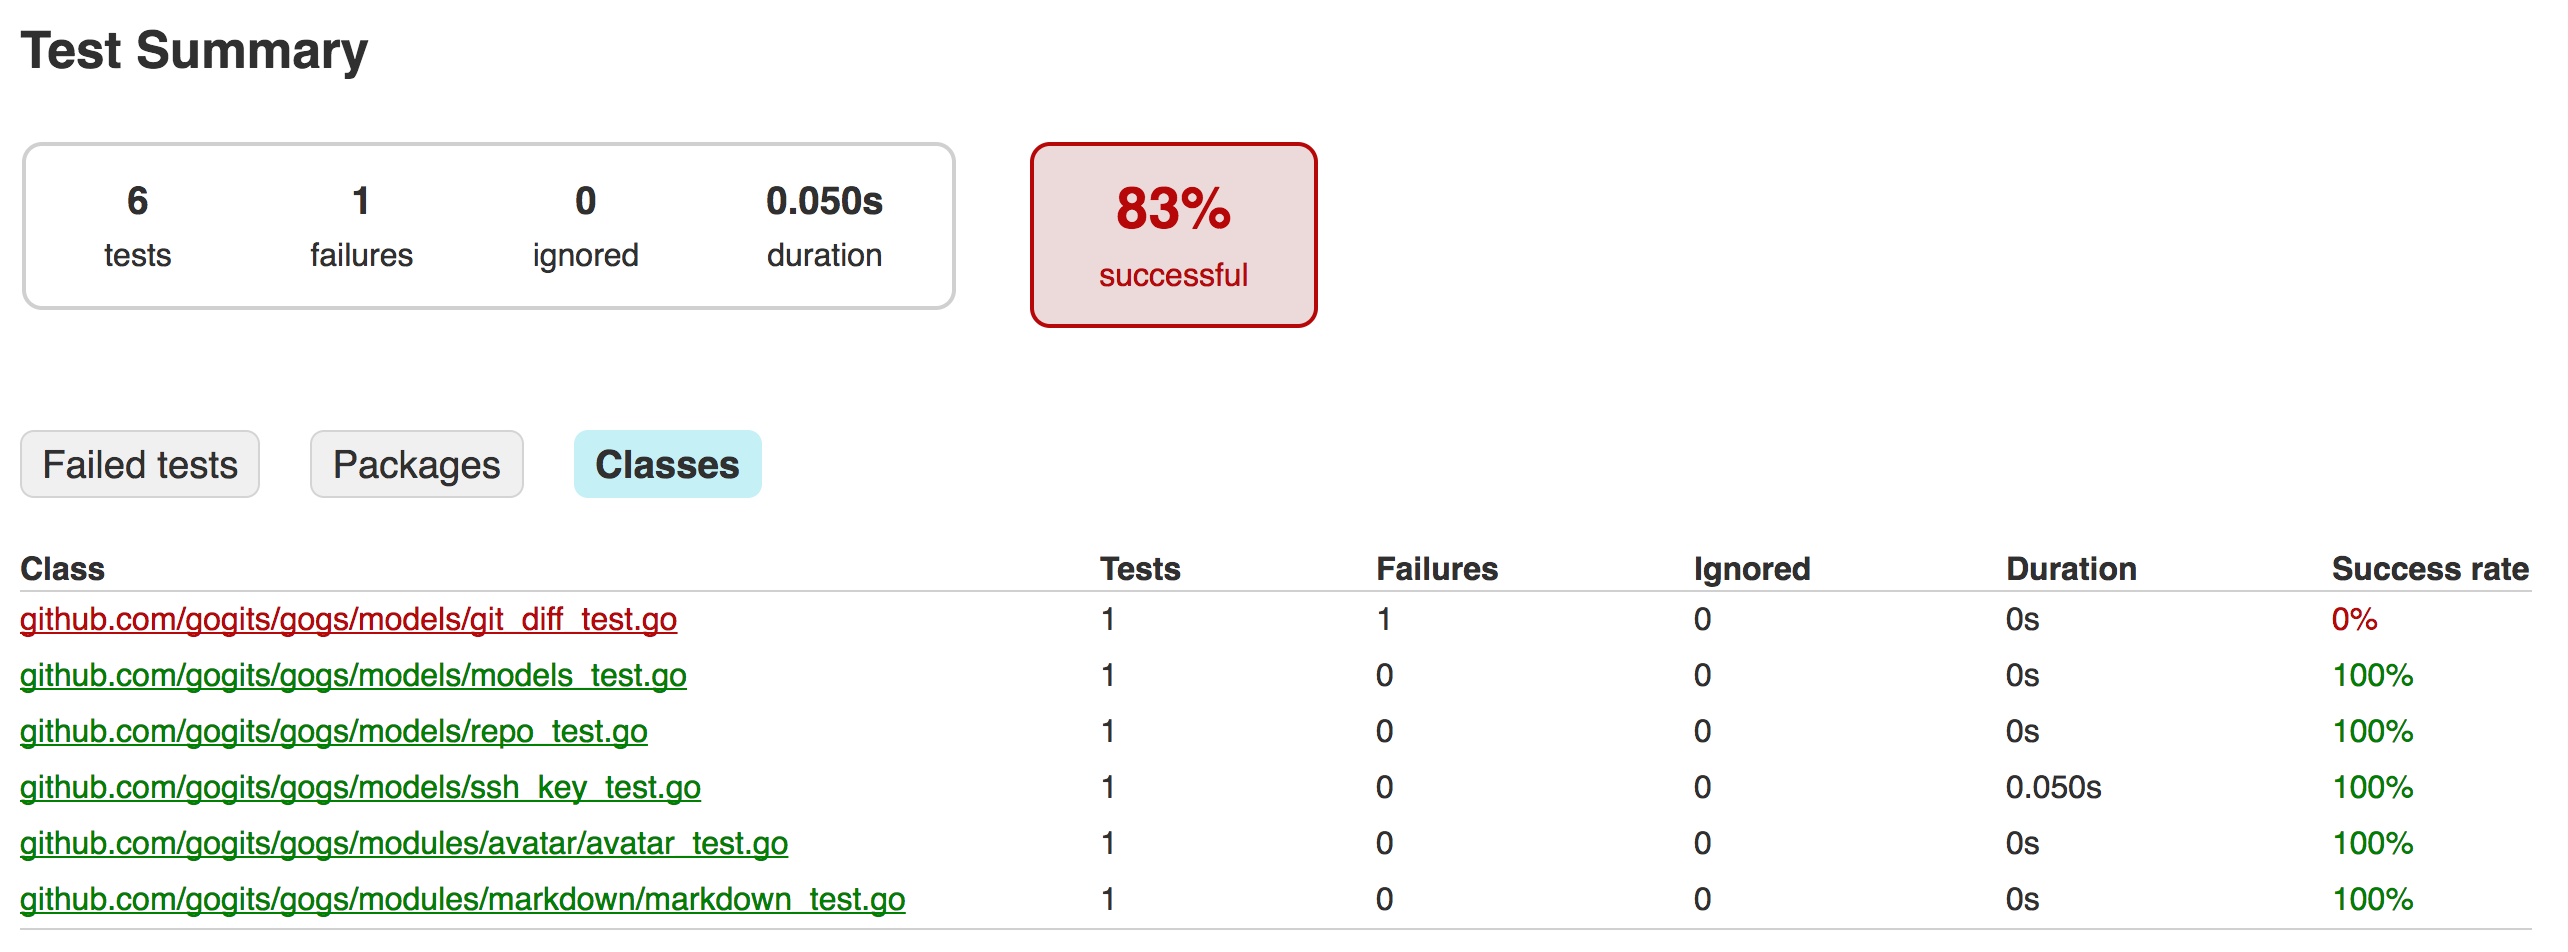 Test Summary
6 1 0 0.050s
tests failures ignored duration
83%
successful
Failed tests Packages Classes
Class Tests Failures Ignored Duration Success rate
github.com/gogits/gogs/models/git_diff_test.go 1 1 0 0s 0%
github.com/gogits/gogs/models/models_test.go 1 0 0 0s 100%
github.com/gogits/gogs/models/repo_test.go 1 0 0 0s 100%
github.com/gogits/gogs/models/ssh_key_test.go 1 0 0 0.050s 100%
github.com/gogits/gogs/modules/avatar/avatar_test.go 1 0 0 0s 100%
github.com/gogits/gogs/modules/markdown/markdown_test.go 1 0 0 0s 100%